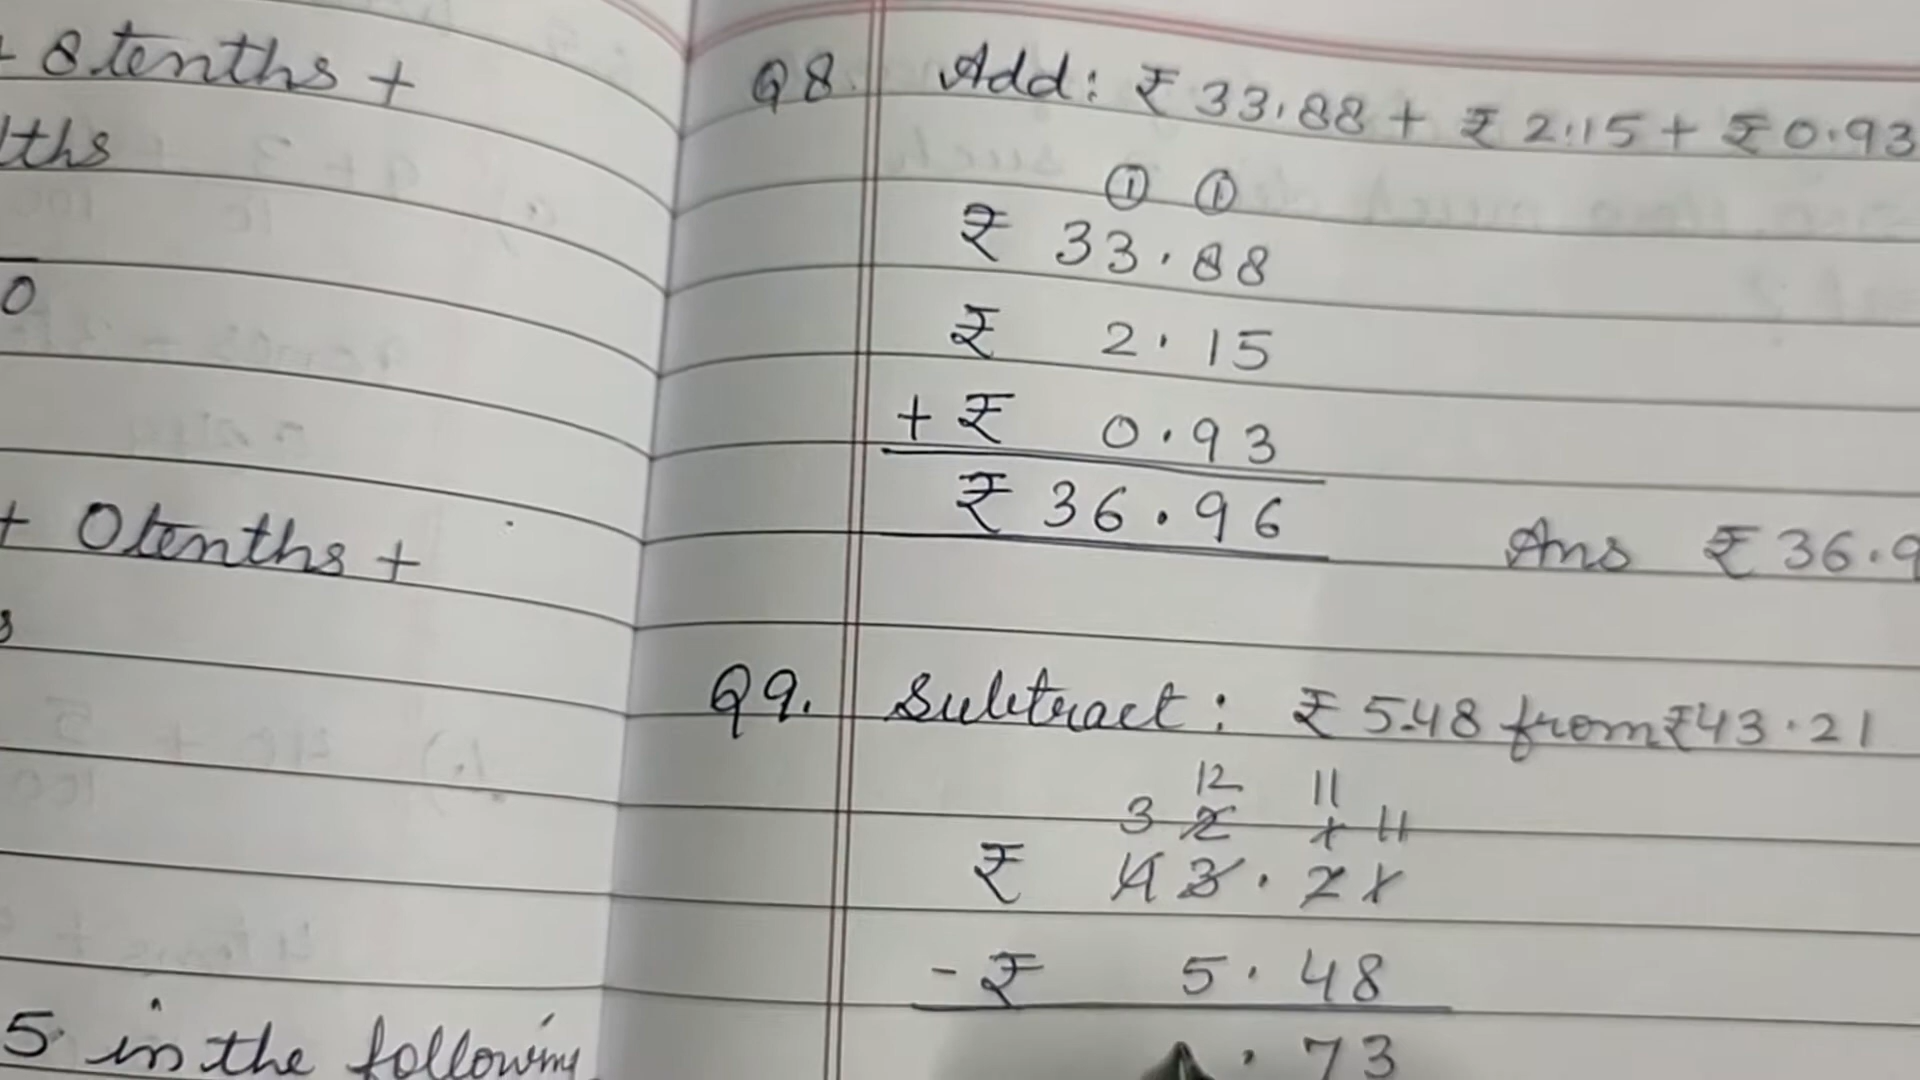 + 8 tenths +
ths
0
+ 0 tenths +
5 in the following
Q8. Add: ₹ 33.88 + ₹ 2.15 + ₹ 0.93
1 1
₹ 33.88
₹ 2.15
+ ₹ 0.93
₹ 36.96
Ans ₹ 36.9
Q9. Subtract: ₹ 5.48 from ₹ 43.21
12 11
3 2 1 11
₹ 43.21
- ₹ 5.48
.73